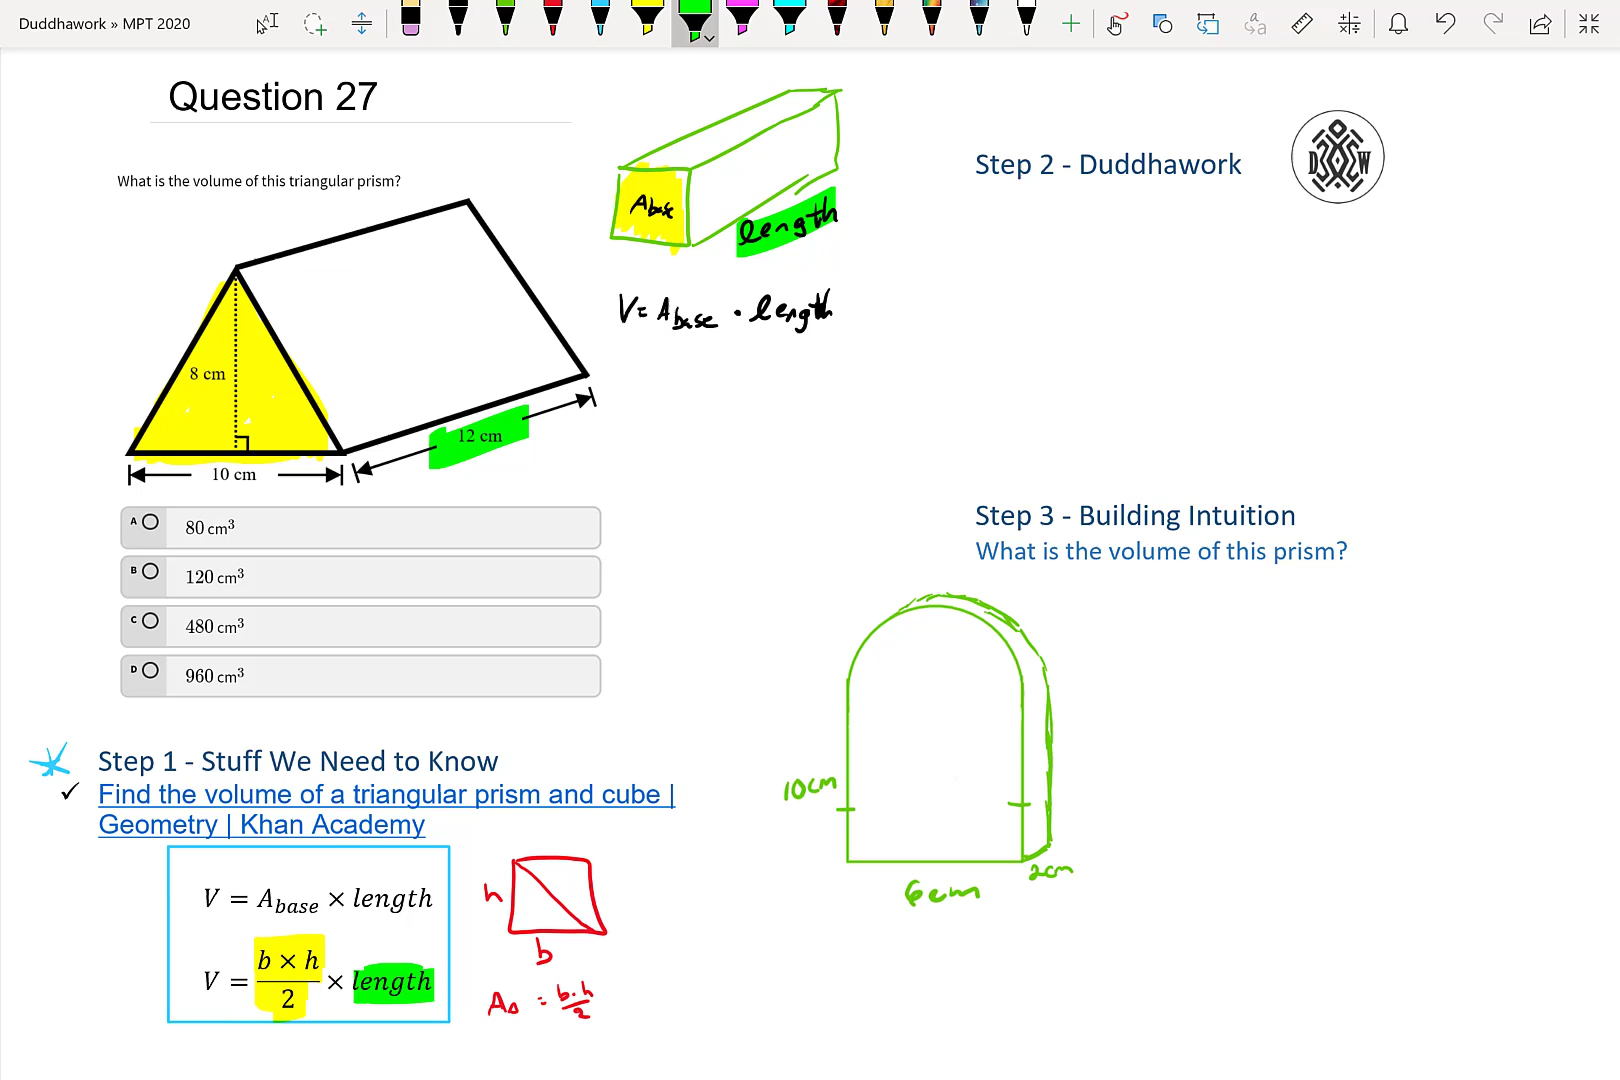 Duddhawork » MPT 2020
Question 27
What is the volume of this triangular prism?
8 cm
12 cm
10 cm
A 80 cm³
B 120 cm³
C 480 cm³
D 960 cm³
Abase
length
V = Abase · length
Step 1 - Stuff We Need to Know
✓ Find the volume of a triangular prism and cube |
Geometry | Khan Academy
V = A_base × length
V = (b × h)/2 × length
h
b
A△ = b·h/2
Step 2 - Duddhawork
D W
Step 3 - Building Intuition
What is the volume of this prism?
10cm
6cm
2cm